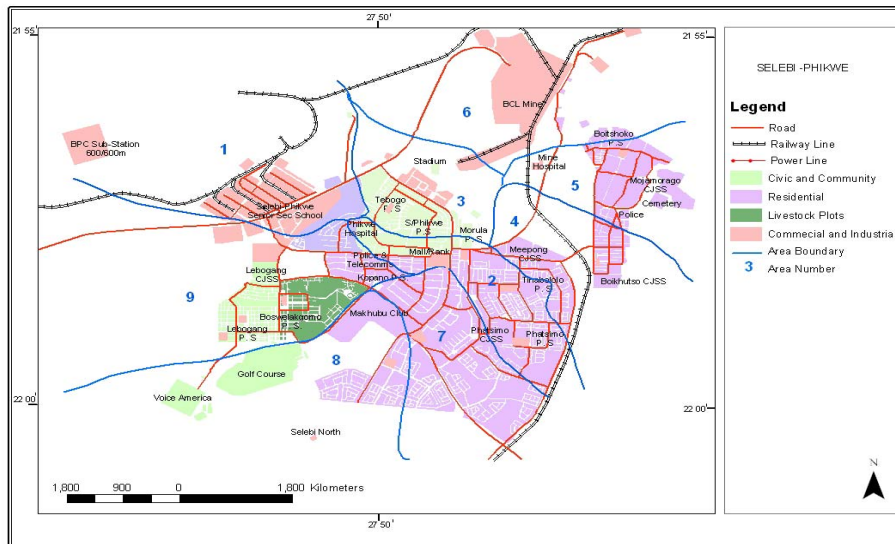 27 50'
21 55'
21 55'
SELEBI -PHIKWE
Legend
Road
Railway Line
Power Line
Civic and Community
Residential
Livestock Plots
Commecial and Industria
Area Boundary
3 Area Number
6
BCL Mine
BPC Sub-Station
600/600m
1
Boitshoko
P.S
Stadium
Mine
Hospital
5
Mojamorago
CJSS
Cemetery
Selebi-Phikwe
Senior Sec School
Tebogo
P. S
3
Police
S/Phikwe
P. S
4
Phikwe
Hospital
Morula
P. S
Mall/Bank
Meepong
CJSS
Police &
Telecomms
Lebogang
CJSS
Kopano P.S
2
Boikhutso CJSS
9
Makhubu Club
Boswelakgomo
P. S
Lebogang
P. S
7
Phatsimo
CJSS
Phatsimo
P. S
8
Golf Course
Voice America
22 00'
22 00'
Selebi North
N
1,800 900 0 1,800 Kilometers
27 50'